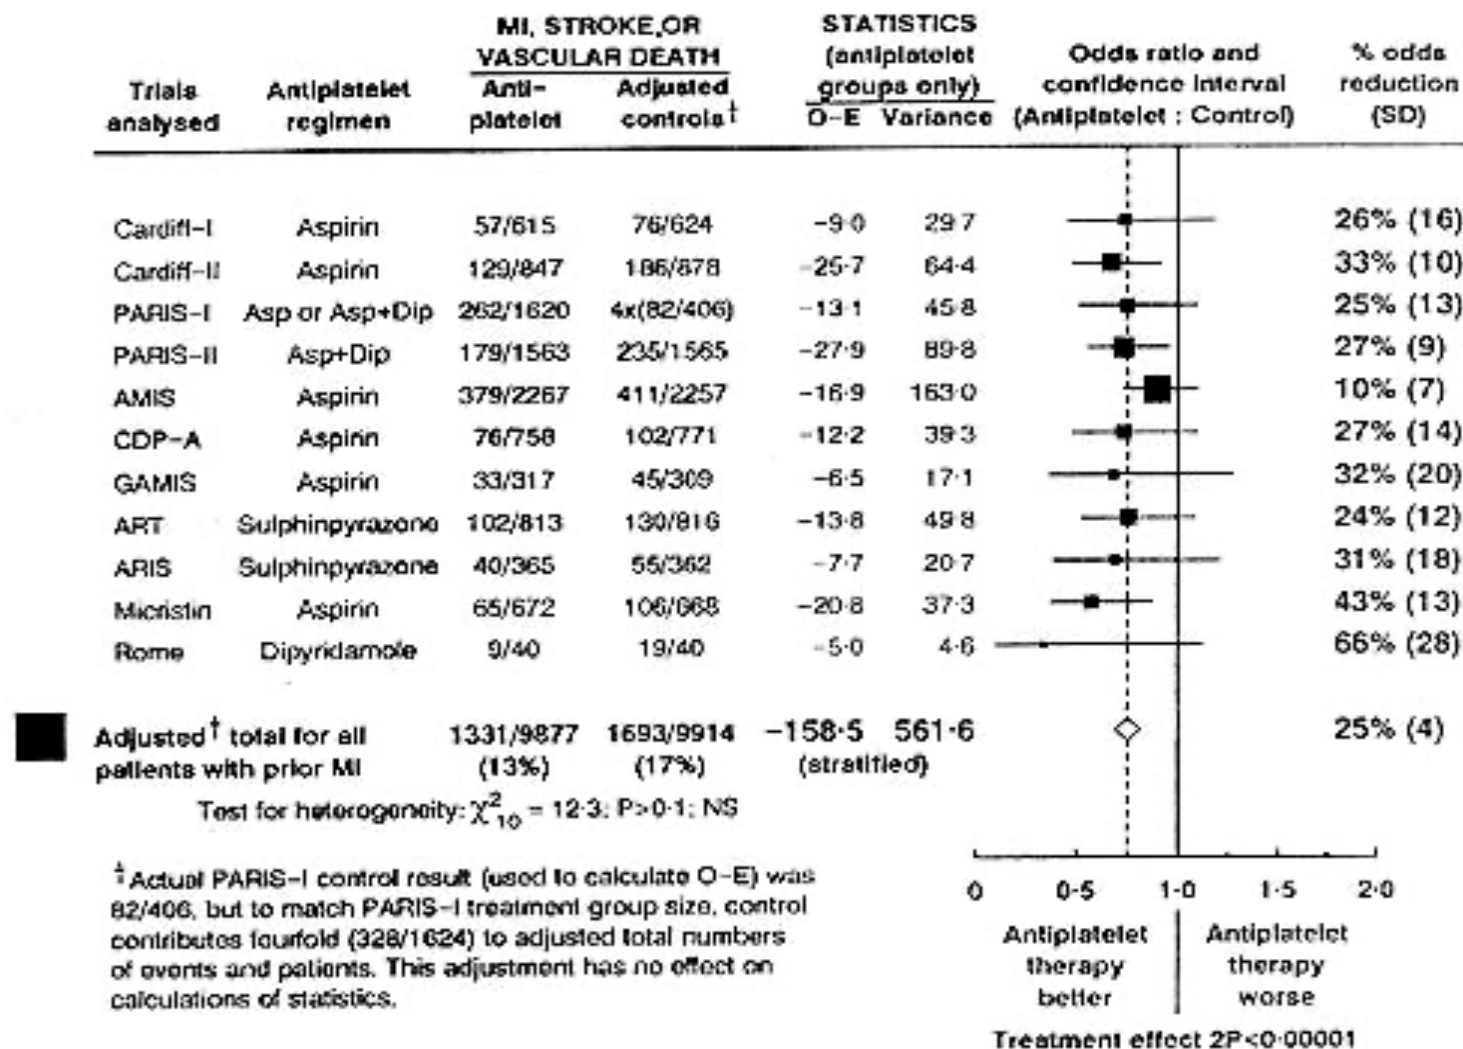 MI, STROKE,OR VASCULAR DEATH
STATISTICS (antiplatelet groups only)
Odds ratio and confidence interval (Antiplatelet : Control)
% odds reduction (SD)
Trials analysed Antiplatelet regimen Anti-platelet Adjusted controls† O-E Variance
Cardiff-I Aspirin 57/615 76/624 -9·0 29·7 26% (16)
Cardiff-II Aspirin 129/847 186/878 -25·7 64·4 33% (10)
PARIS-I Asp or Asp+Dip 262/1620 4x(82/406) -13·1 45·8 25% (13)
PARIS-II Asp+Dip 179/1563 235/1565 -27·9 89·8 27% (9)
AMIS Aspirin 379/2267 411/2257 -16·9 163·0 10% (7)
CDP-A Aspirin 76/758 102/771 -12·2 39·3 27% (14)
GAMIS Aspirin 33/317 45/309 -6·5 17·1 32% (20)
ART Sulphinpyrazone 102/813 130/816 -13·8 49·8 24% (12)
ARIS Sulphinpyrazone 40/365 55/362 -7·7 20·7 31% (18)
Micristin Aspirin 65/672 106/668 -20·8 37·3 43% (13)
Rome Dipyridamole 9/40 19/40 -5·0 4·6 66% (28)
Adjusted† total for all 1331/9877 1693/9914 -158·5 561·6 25% (4)
patients with prior MI (13%) (17%) (stratified)
Test for heterogeneity: χ²₁₀ = 12·3; P>0·1; NS
‡Actual PARIS-I control result (used to calculate O-E) was
82/406, but to match PARIS-I treatment group size, control
contributes fourfold (328/1624) to adjusted total numbers
of events and patients. This adjustment has no effect on
calculations of statistics.
0 0·5 1·0 1·5 2·0
Antiplatelet therapy better
Antiplatelet therapy worse
Treatment effect 2P<0·00001